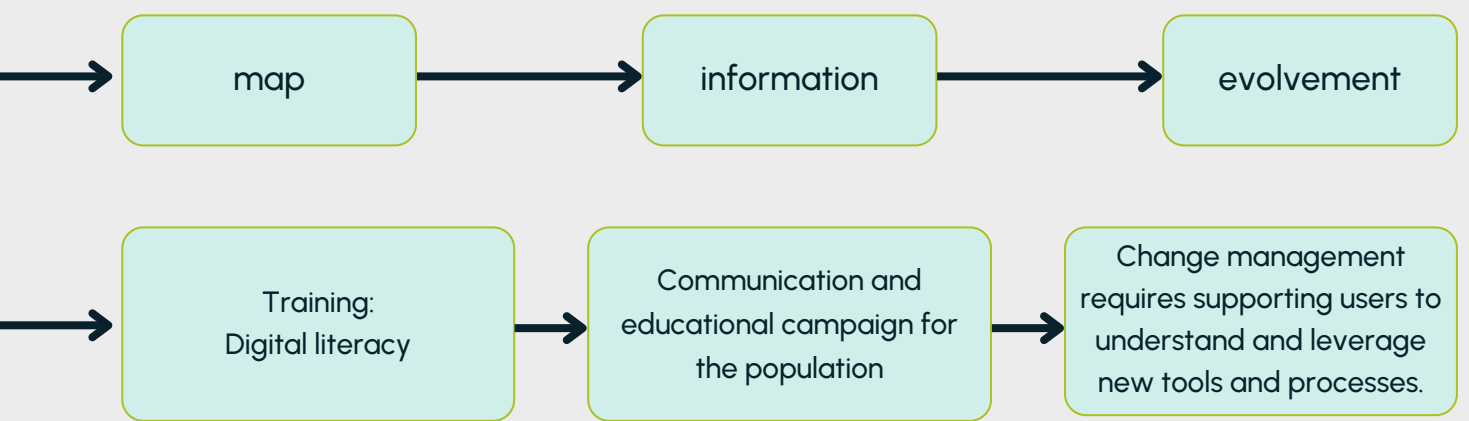 map
information
evolvement
Training:
Digital literacy
Communication and
educational campaign for
the population
Change management
requires supporting users to
understand and leverage
new tools and processes.